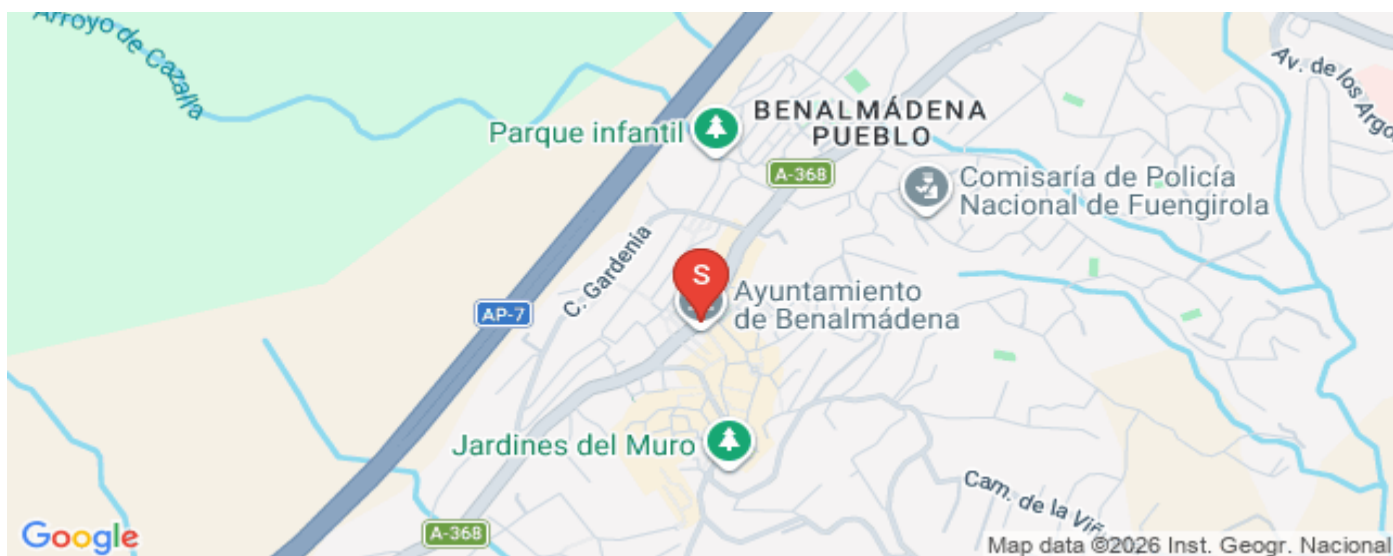 Arroyo de Cazalla
Av. de los Argo
BENALMÁDENA
PUEBLO
Parque infantil
A-368
Comisaría de Policía
Nacional de Fuengirola
C. Gardenia
S
Ayuntamiento
de Benalmádena
AP-7
Jardines del Muro
Cam. de la Viñ
A-368
Google
Map data ©2026 Inst. Geogr. Nacional